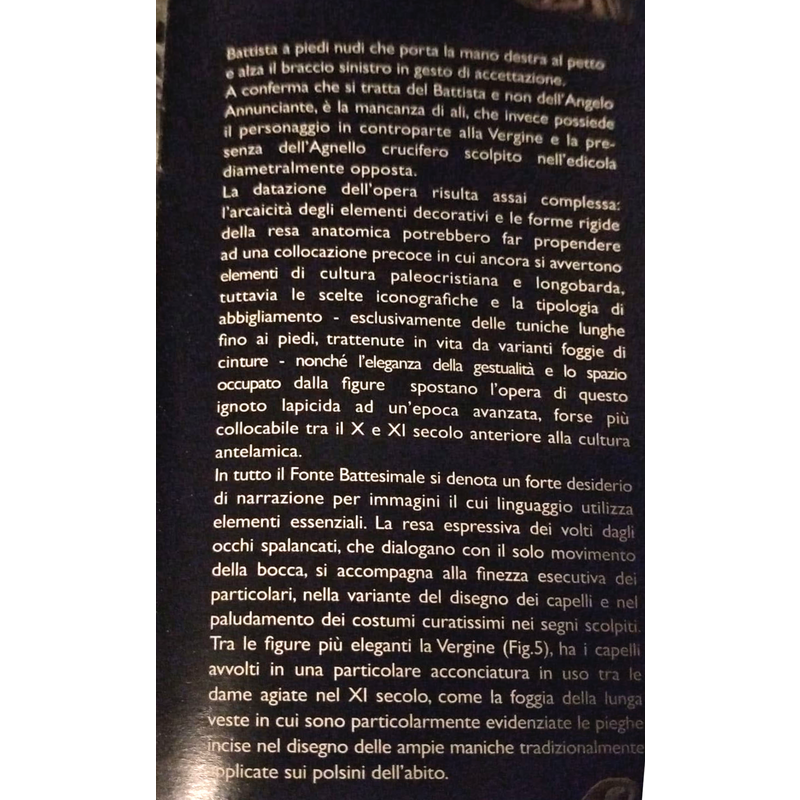 Battista a piedi nudi che porta la mano destra al petto
e alza il braccio sinistro in gesto di accettazione.
A conferma che si tratta del Battista e non dell'Angelo
Annunciante, è la mancanza di ali, che invece possiede
il personaggio in controparte alla Vergine e la pre-
senza dell'Agnello crucifero scolpito nell'edicola
diametralmente opposta.
La datazione dell'opera risulta assai complessa:
l'arcaicità degli elementi decorativi e le forme rigide
della resa anatomica potrebbero far propendere
ad una collocazione precoce in cui ancora si avvertono
elementi di cultura paleocristiana e longobarda,
tuttavia le scelte iconografiche e la tipologia di
abbigliamento - esclusivamente delle tuniche lunghe
fino ai piedi, trattenute in vita da varianti foggie di
cinture - nonché l'eleganza della gestualità e lo spazio
occupato dalla figure spostano l'opera di questo
ignoto lapicida ad un'epoca avanzata, forse più
collocabile tra il X e XI secolo anteriore alla cultura
antelamica.
In tutto il Fonte Battesimale si denota un forte desiderio
di narrazione per immagini il cui linguaggio utilizza
elementi essenziali. La resa espressiva dei volti dagli
occhi spalancati, che dialogano con il solo movimento
della bocca, si accompagna alla finezza esecutiva dei
particolari, nella variante del disegno dei capelli e nel
paludamento dei costumi curatissimi nei segni scolpiti.
Tra le figure più eleganti la Vergine (Fig.5), ha i capelli
avvolti in una particolare acconciatura in uso tra le
dame agiate nel XI secolo, come la foggia della lunga
veste in cui sono particolarmente evidenziate le pieghe
incise nel disegno delle ampie maniche tradizionalmente
applicate sui polsini dell'abito.